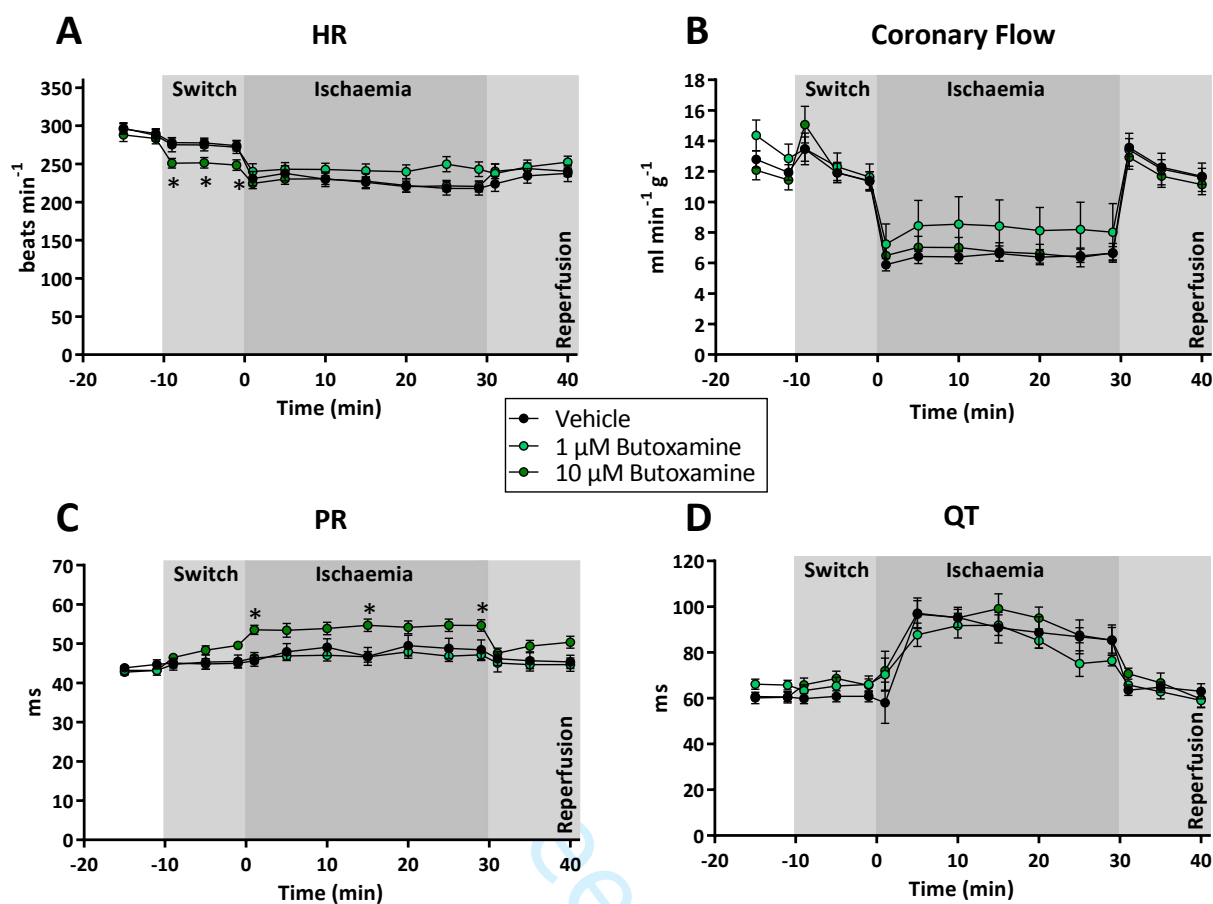 A
HR
350
300
250
200
150
100
50
0
beats min⁻¹
Switch
Ischaemia
Reperfusion
* * *
-20 -10 0 10 20 30 40
Time (min)
B
Coronary Flow
18
16
14
12
10
8
6
4
2
0
ml min⁻¹ g⁻¹
Switch
Ischaemia
Reperfusion
-20 -10 0 10 20 30 40
Time (min)
Vehicle
1 µM Butoxamine
10 µM Butoxamine
C
PR
70
60
50
40
30
20
10
0
ms
Switch
Ischaemia
Reperfusion
* * *
-20 -10 0 10 20 30 40
Time (min)
D
QT
120
100
80
60
40
20
0
ms
Switch
Ischaemia
Reperfusion
-20 -10 0 10 20 30 40
Time (min)
ee